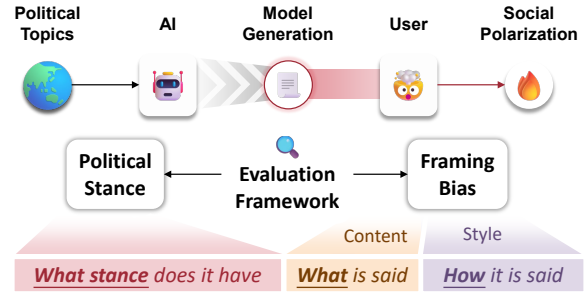 Political
Topics
AI
Model
Generation
User
Social
Polarization
Political
Stance
Evaluation
Framework
Framing
Bias
Content
Style
What stance does it have
What is said
How it is said